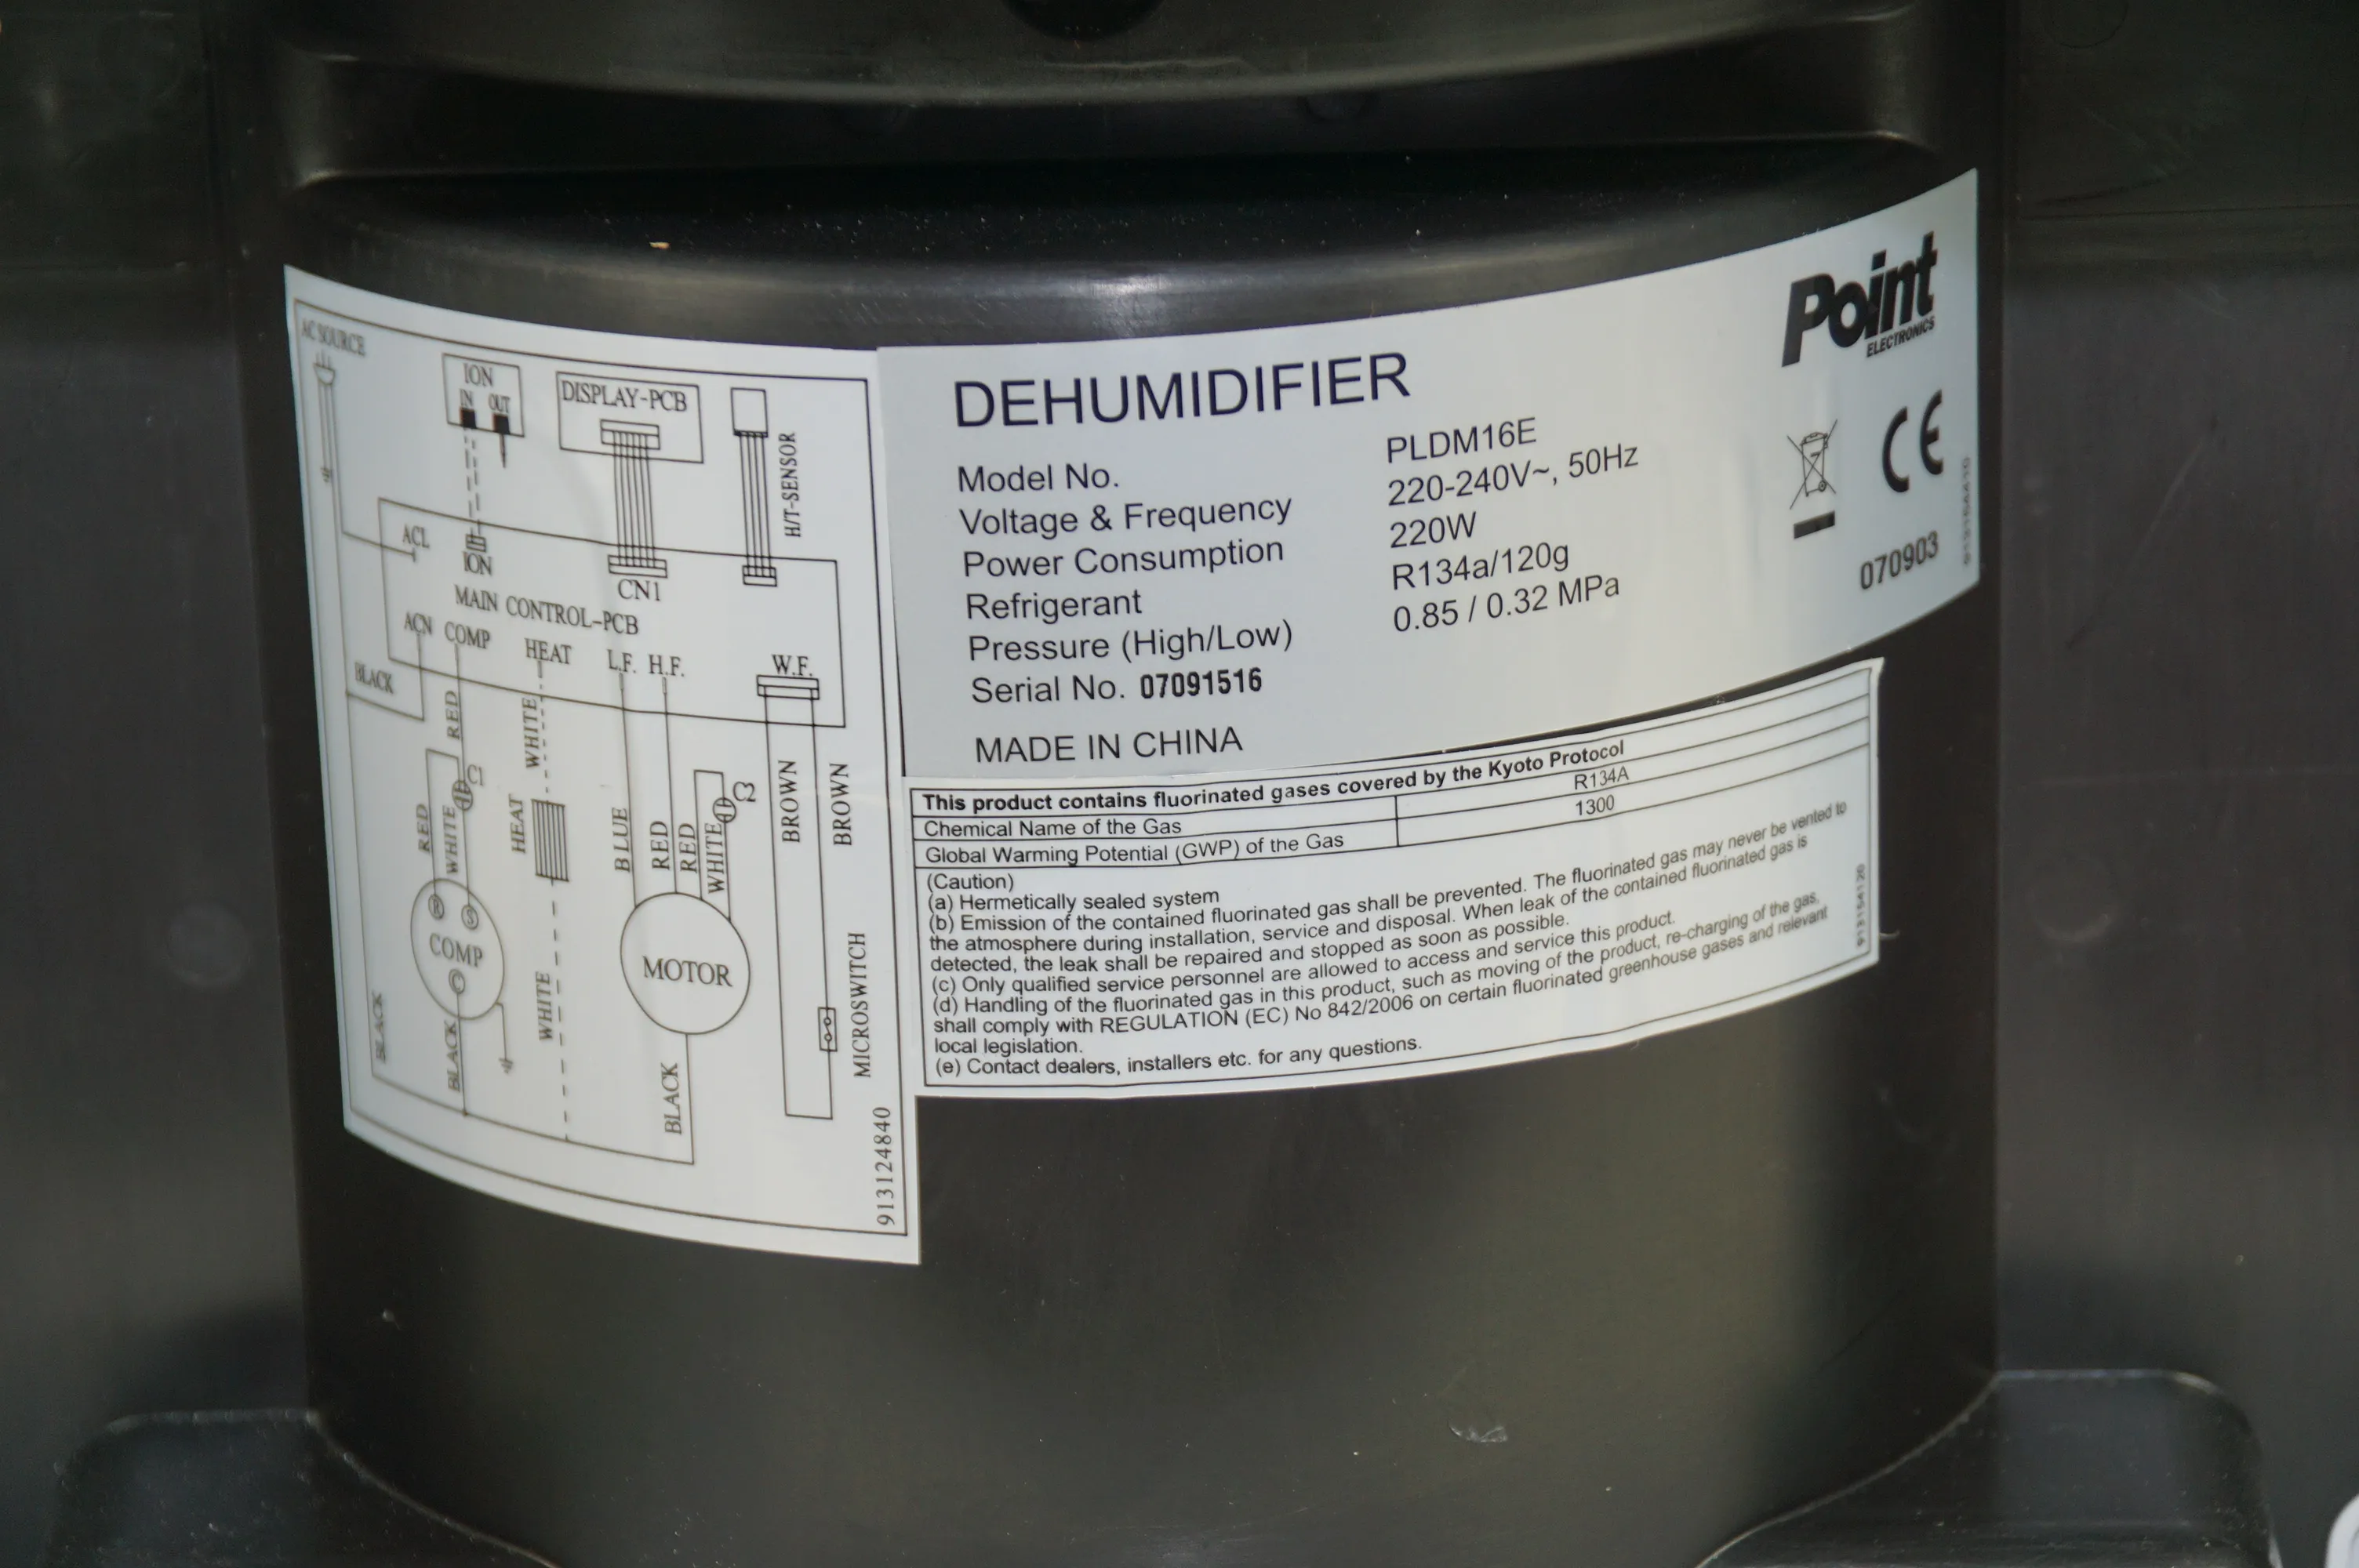 AC SOURCE
ION
IN OUT
DISPLAY-PCB
H/T-SENSOR
ACL
ION
CN1
MAIN CONTROL-PCB
ACN COMP HEAT L.F. H.F. W.F.
BLACK
RED
WHITE
C1
RED
WHITE
HEAT
BLUE
RED
RED
WHITE
C2
BROWN
BROWN
R S
COMP
C
MOTOR
BLACK
BLACK
WHITE
BLACK
MICROSWITCH
913124840
Point
ELECTRONICS
DEHUMIDIFIER
Model No. PLDM16E
Voltage & Frequency 220-240V~, 50Hz
Power Consumption 220W
Refrigerant R134a/120g
Pressure (High/Low) 0.85 / 0.32 MPa
Serial No. 07091516
MADE IN CHINA
CE
070903
This product contains fluorinated gases covered by the Kyoto Protocol
Chemical Name of the Gas R134A
Global Warming Potential (GWP) of the Gas 1300
(Caution)
(a) Hermetically sealed system
(b) Emission of the contained fluorinated gas shall be prevented. The fluorinated gas may never be vented to
the atmosphere during installation, service and disposal. When leak of the contained fluorinated gas is
detected, the leak shall be repaired and stopped as soon as possible.
(c) Only qualified service personnel are allowed to access and service this product.
(d) Handling of the fluorinated gas in this product, such as moving of the product, re-charging of the gas,
shall comply with REGULATION (EC) No 842/2006 on certain fluorinated greenhouse gases and relevant
local legislation.
(e) Contact dealers, installers etc. for any questions.